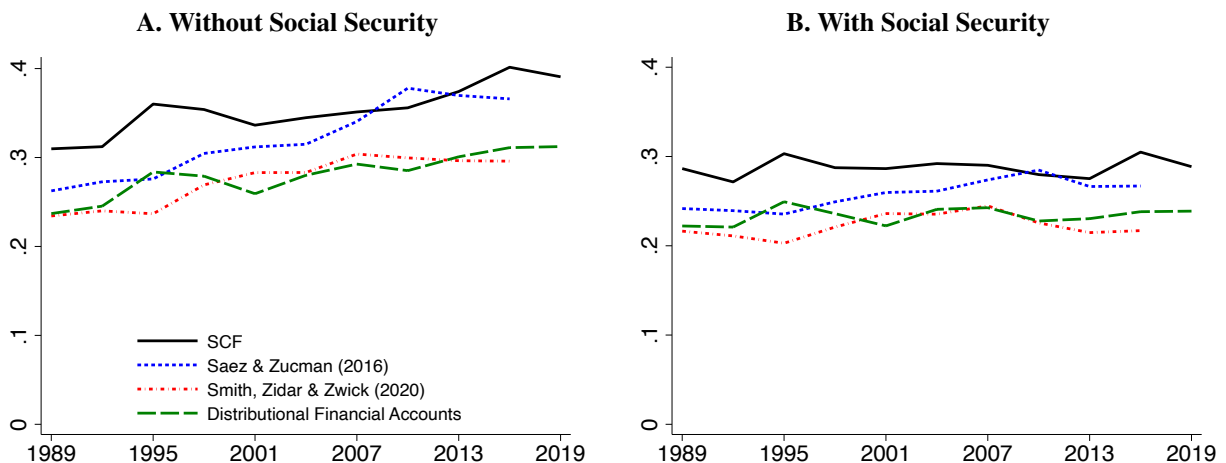 A. Without Social Security
.4
.3
.2
.1
0
SCF
Saez & Zucman (2016)
Smith, Zidar & Zwick (2020)
Distributional Financial Accounts
1989 1995 2001 2007 2013 2019
B. With Social Security
.4
.3
.2
.1
0
1989 1995 2001 2007 2013 2019